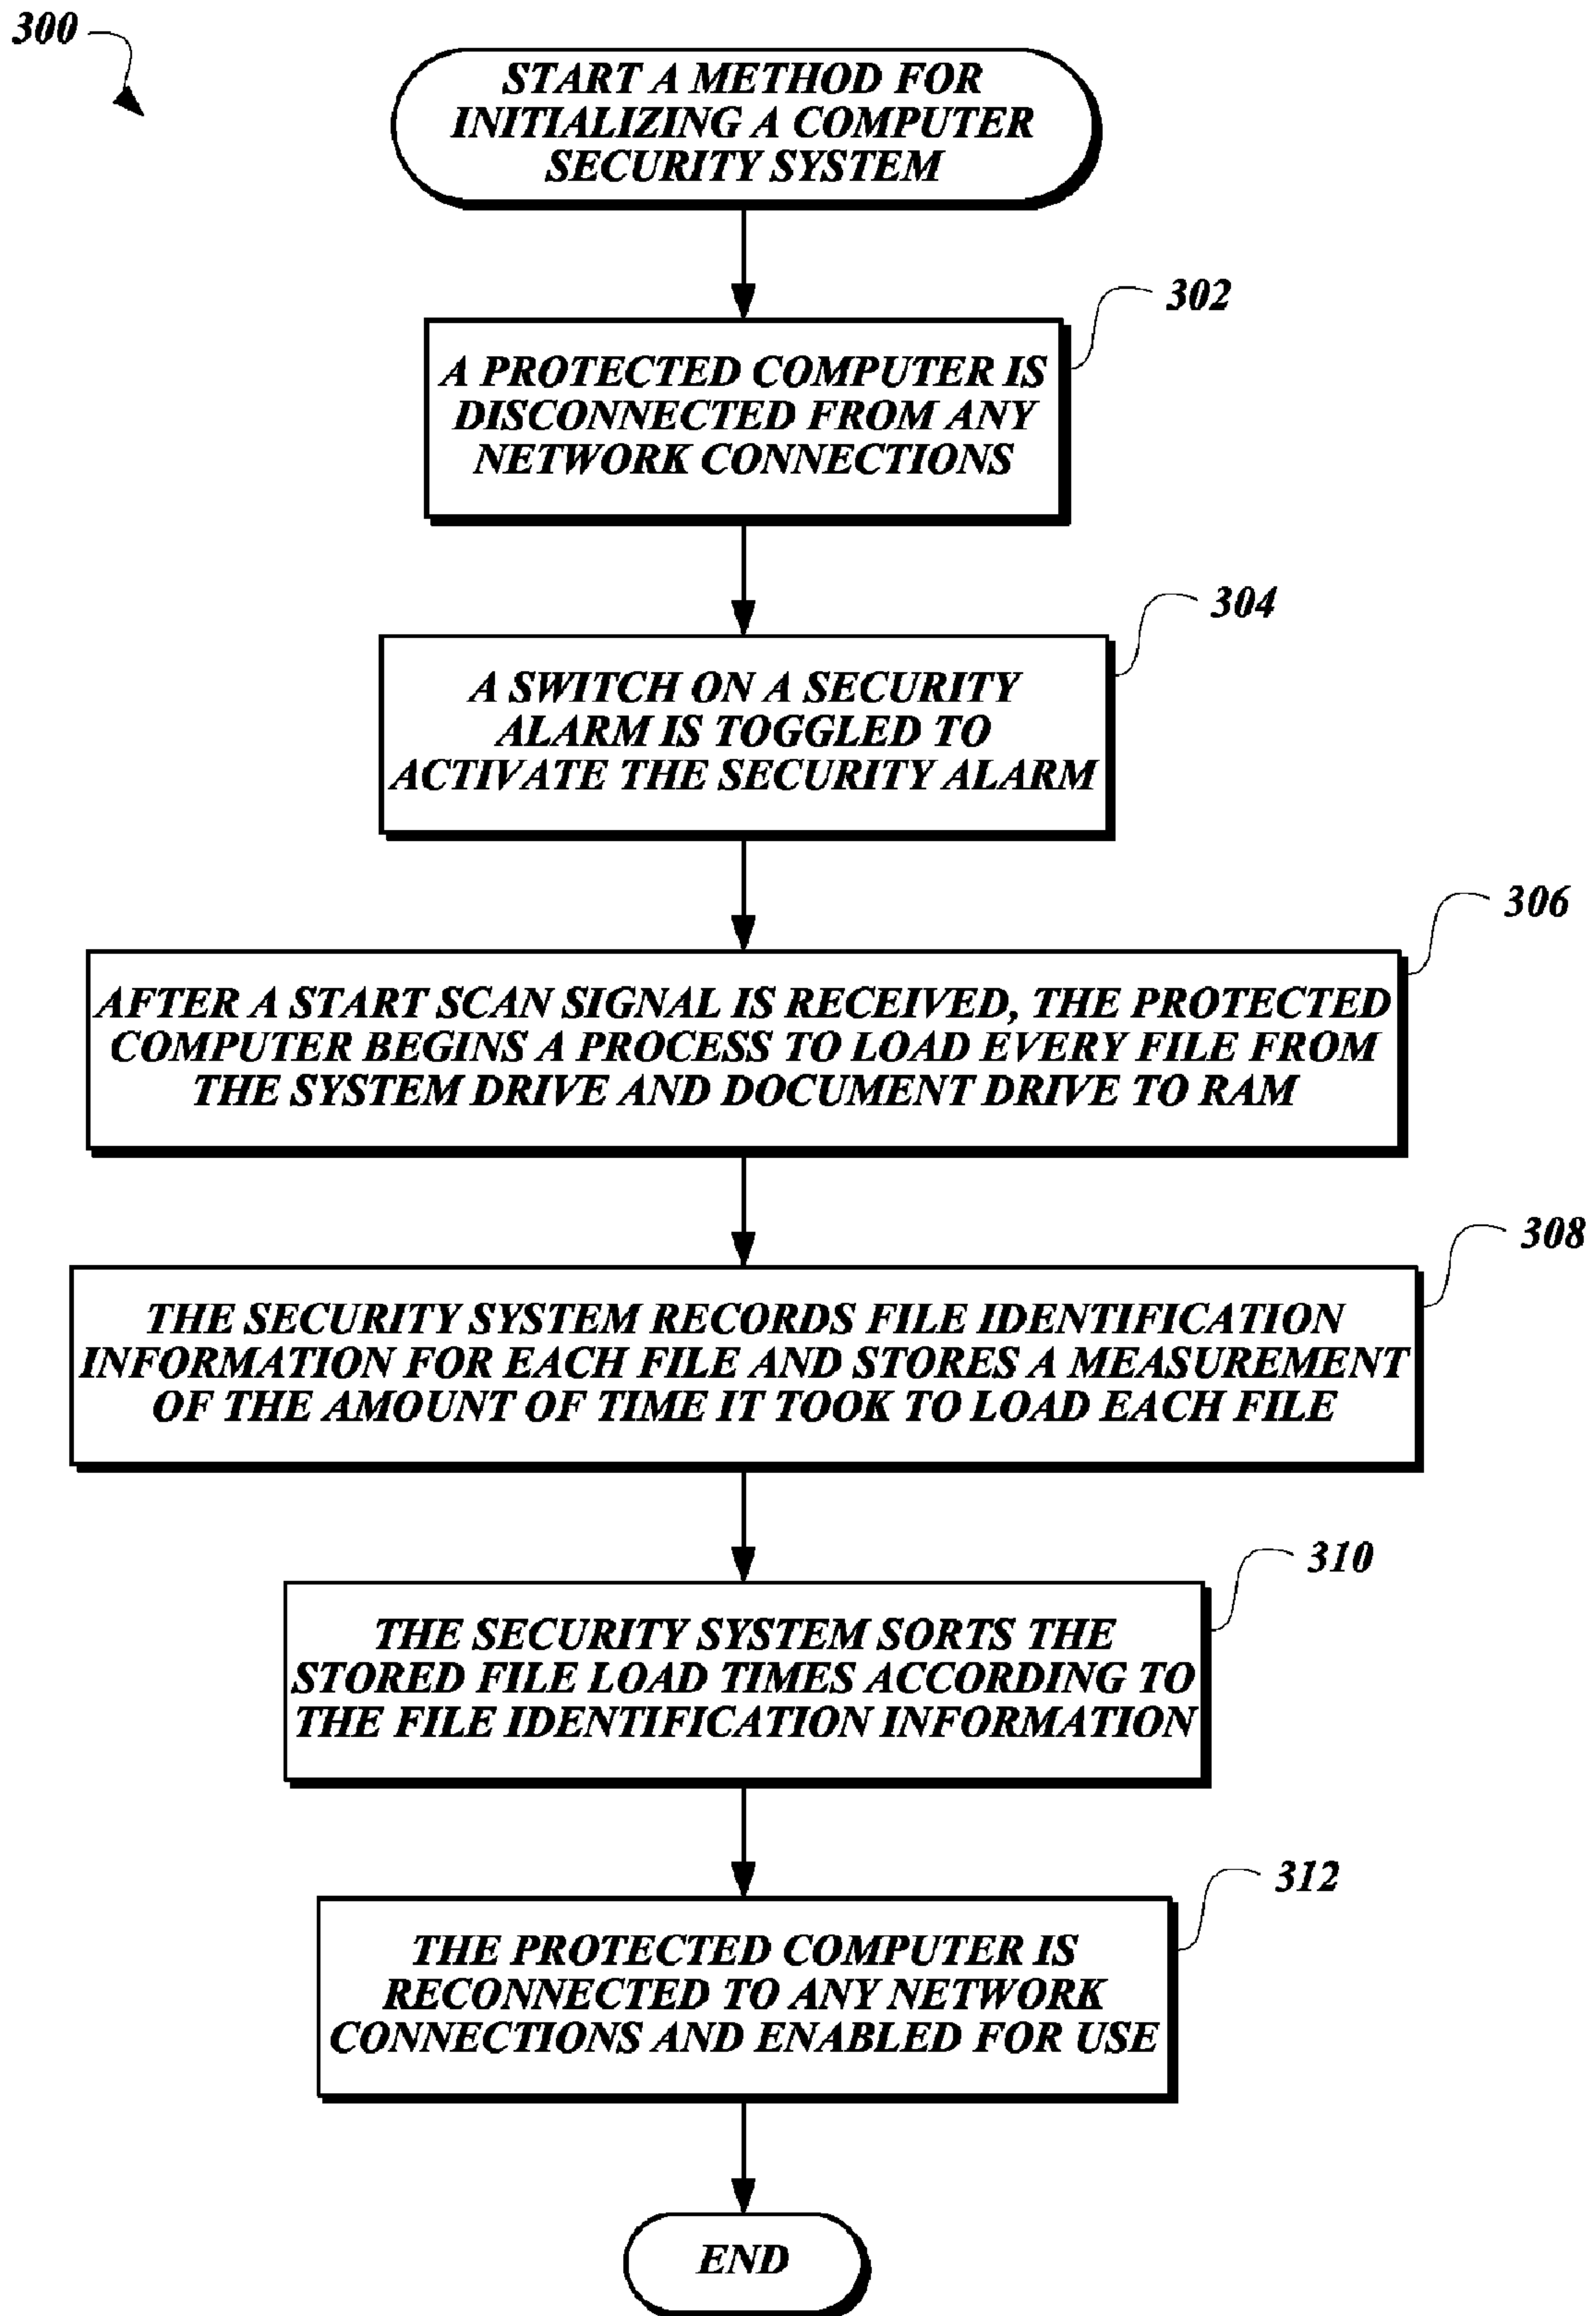 300
START A METHOD FOR
INITIALIZING A COMPUTER
SECURITY SYSTEM
302
A PROTECTED COMPUTER IS
DISCONNECTED FROM ANY
NETWORK CONNECTIONS
304
A SWITCH ON A SECURITY
ALARM IS TOGGLED TO
ACTIVATE THE SECURITY ALARM
306
AFTER A START SCAN SIGNAL IS RECEIVED, THE PROTECTED
COMPUTER BEGINS A PROCESS TO LOAD EVERY FILE FROM
THE SYSTEM DRIVE AND DOCUMENT DRIVE TO RAM
308
THE SECURITY SYSTEM RECORDS FILE IDENTIFICATION
INFORMATION FOR EACH FILE AND STORES A MEASUREMENT
OF THE AMOUNT OF TIME IT TOOK TO LOAD EACH FILE
310
THE SECURITY SYSTEM SORTS THE
STORED FILE LOAD TIMES ACCORDING TO
THE FILE IDENTIFICATION INFORMATION
312
THE PROTECTED COMPUTER IS
RECONNECTED TO ANY NETWORK
CONNECTIONS AND ENABLED FOR USE
END